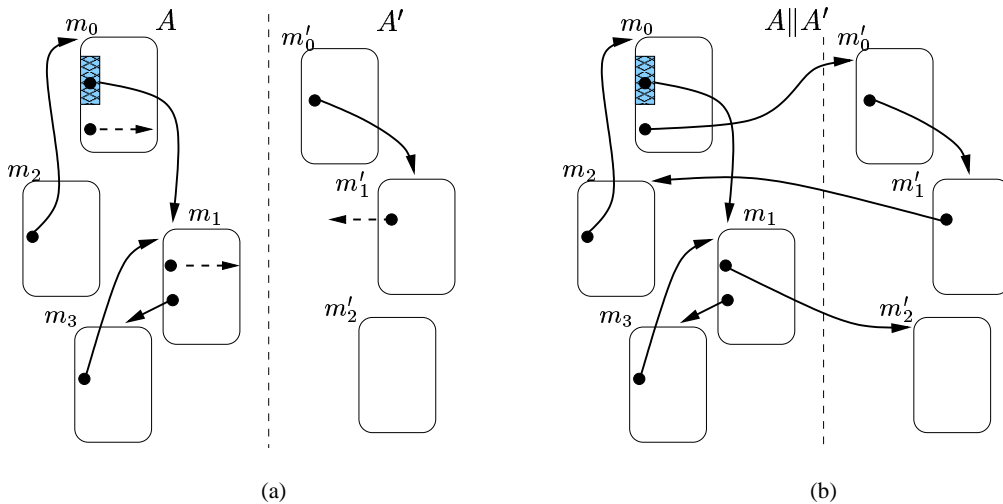 m₀ A m′₀ A′
m₂ m′₁
m₁
m₃ m′₂
(a)
m₀ A∥A′ m′₀
m₂ m′₁
m₁
m₃ m′₂
(b)